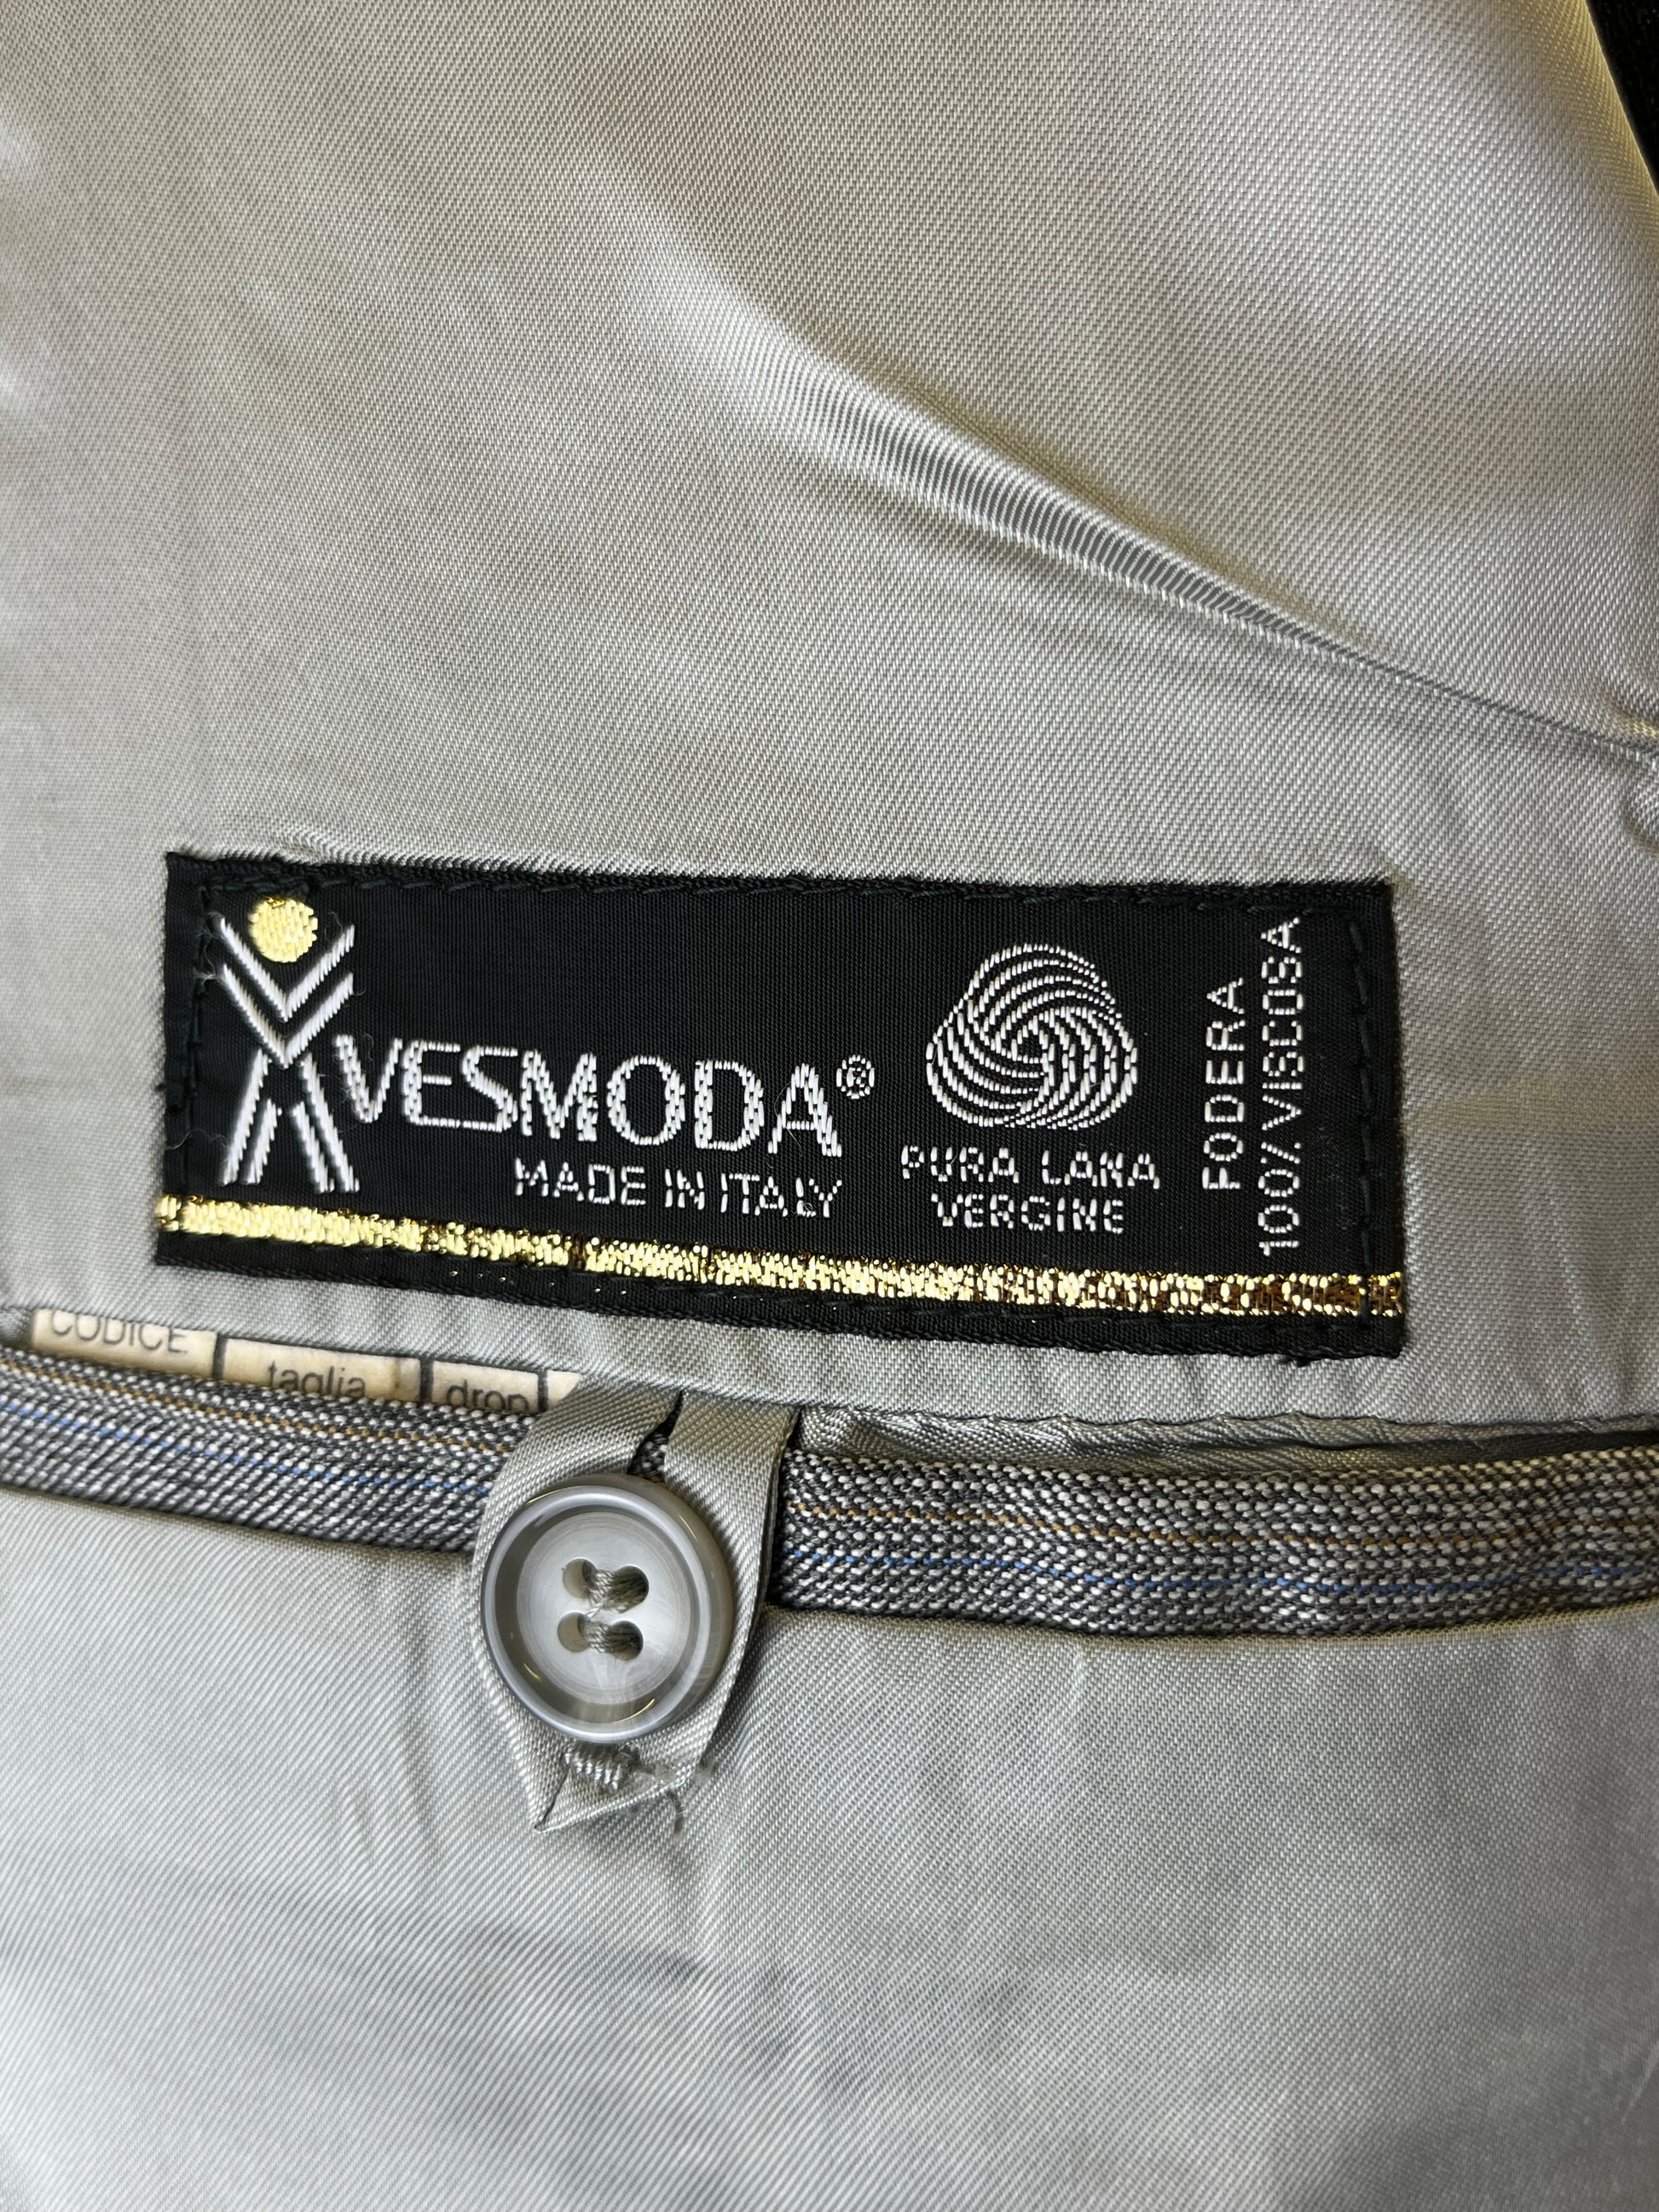 VESMODA®
MADE IN ITALY
PURA LANA
VERGINE
FODERA
100% VISCOSA
CODICE
taglia
drop